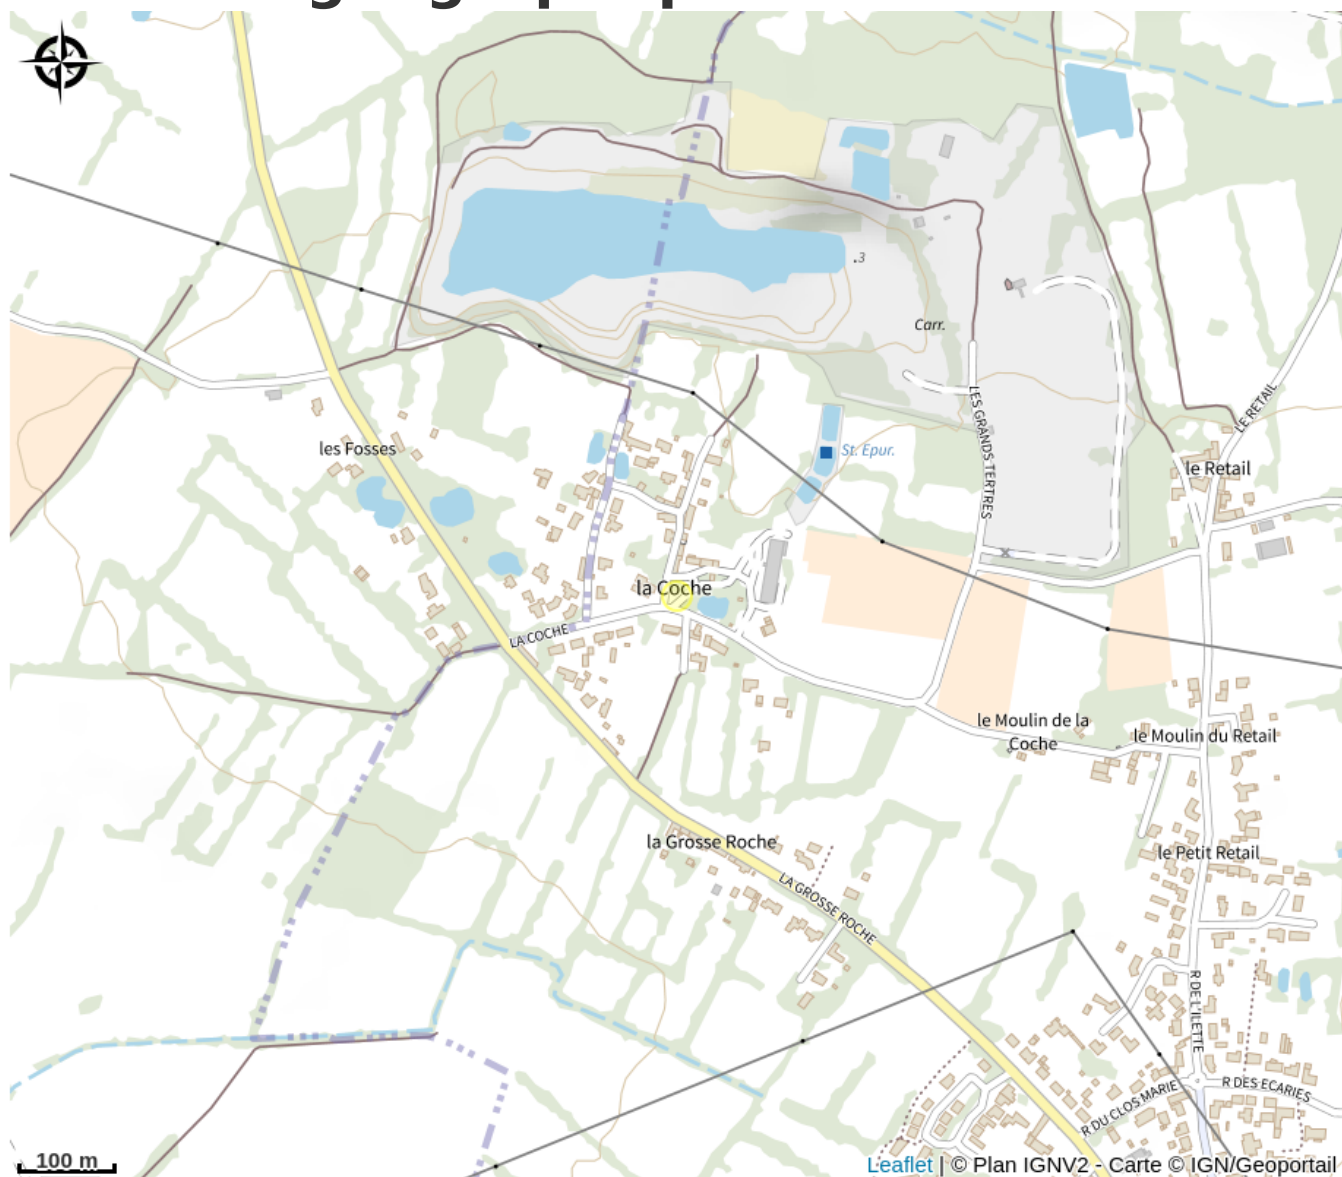 .3
Carr.
LES GRANDS TERTRES
LE RETAIL
les Fosses
St. Epur.
le Retail
la Coche
LA COCHE
le Moulin de la
Coche
le Moulin du Retail
la Grosse Roche
le Petit Retail
LA GROSSE ROCHE
R DE L'ILETTE
R DES ECARIES
R DU CLOS MARIE
100 m
Leaflet | © Plan IGNV2 - Carte © IGN/Geoportail